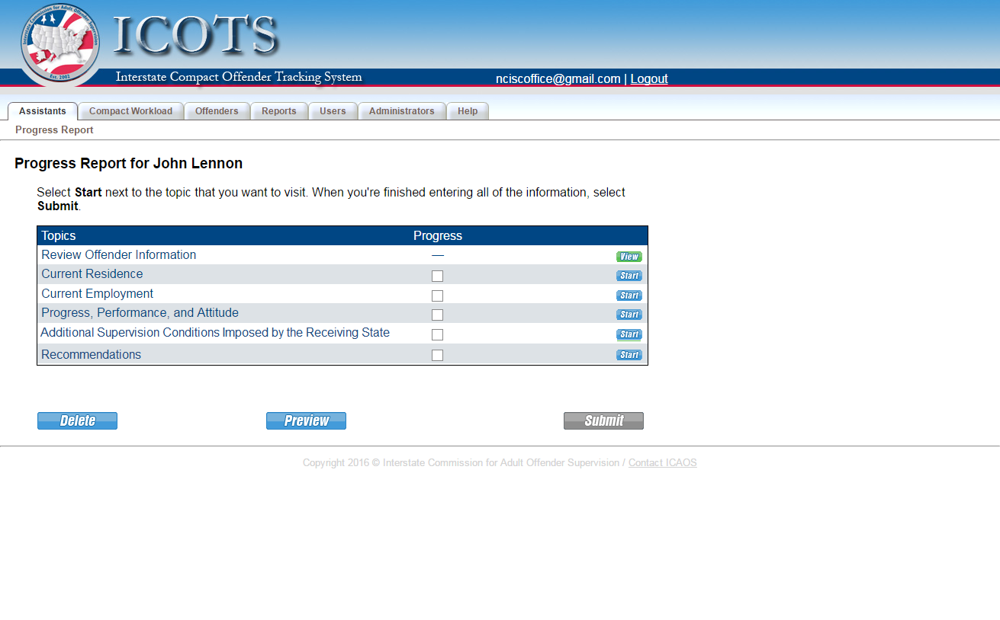 Interstate Commission for Adult Offender Supervision
Est. 2002
ICOTS
Interstate Compact Offender Tracking System
nciscoffice@gmail.com | Logout
Assistants Compact Workload Offenders Reports Users Administrators Help
Progress Report
Progress Report for John Lennon
Select Start next to the topic that you want to visit. When you're finished entering all of the information, select
Submit.
Topics Progress
Review Offender Information — View
Current Residence Start
Current Employment Start
Progress, Performance, and Attitude Start
Additional Supervision Conditions Imposed by the Receiving State Start
Recommendations Start
Delete Preview Submit
Copyright 2016 © Interstate Commission for Adult Offender Supervision / Contact ICAOS